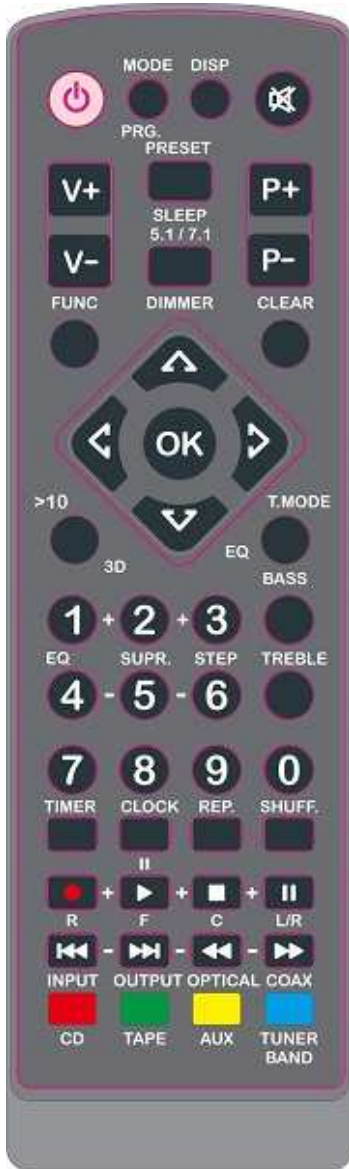 MODE DISP
PRG.
PRESET
V+ P+
SLEEP
5.1 / 7.1
V- P-
FUNC DIMMER CLEAR
OK
>10 T.MODE
3D EQ
BASS
1 + 2 + 3
EQ SUPR. STEP TREBLE
4 - 5 - 6
7 8 9 0
TIMER CLOCK REP. SHUFF.
+ + +
R F C L/R
- - -
INPUT OUTPUT OPTICAL COAX
CD TAPE AUX TUNER
BAND